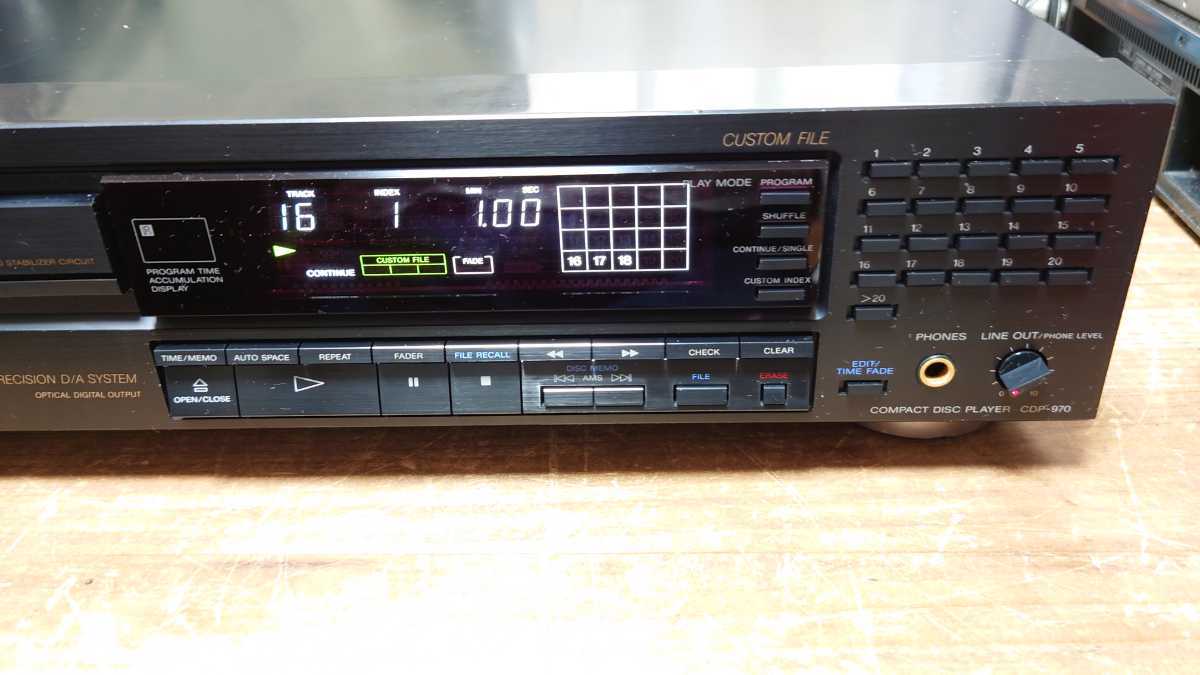 CUSTOM FILE
TRACK INDEX MIN SEC
16 1 1.00
CONTINUE CUSTOM FILE FADE
16 17 18
STABILIZER CIRCUIT
PROGRAM TIME
ACCUMULATION
DISPLAY
PLAY MODE PROGRAM
SHUFFLE
CONTINUE/SINGLE
CUSTOM INDEX
1 2 3 4 5
6 7 8 9 10
11 12 13 14 15
16 17 18 19 20
>20
TIME/MEMO AUTO SPACE REPEAT FADER FILE RECALL CHECK CLEAR
OPEN/CLOSE
DISC MEMO
AMS
FILE ERASE
EDIT/
TIME FADE
PHONES LINE OUT/PHONE LEVEL
0 10
RECISION D/A SYSTEM
OPTICAL DIGITAL OUTPUT
COMPACT DISC PLAYER CDP-970